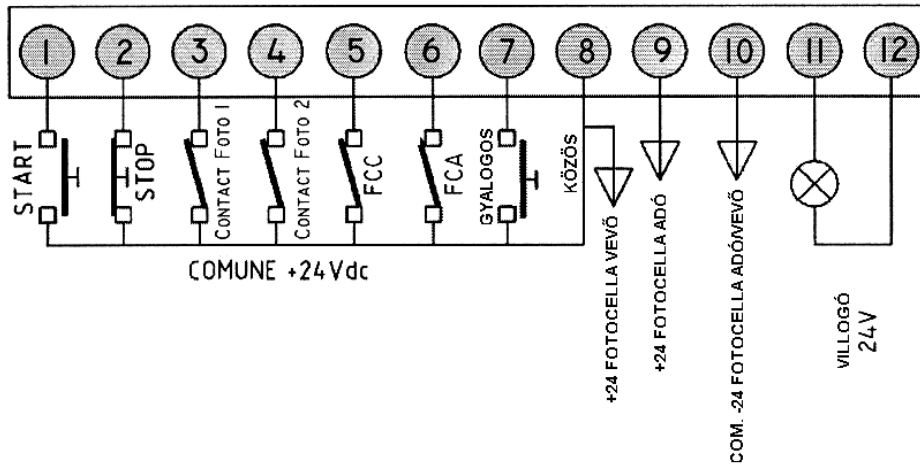 1 2 3 4 5 6 7 8 9 10 11 12
START
STOP
CONTACT FOTO 1
CONTACT FOTO 2
FCC
FCA
GYALOGOS
KÖZÖS
+24 FOTOCELLA VEVŐ
+24 FOTOCELLA ADÓ
COM. -24 FOTOCELLA ADÓ/VEVŐ
VILLOGÓ
24V
COMUNE +24Vdc